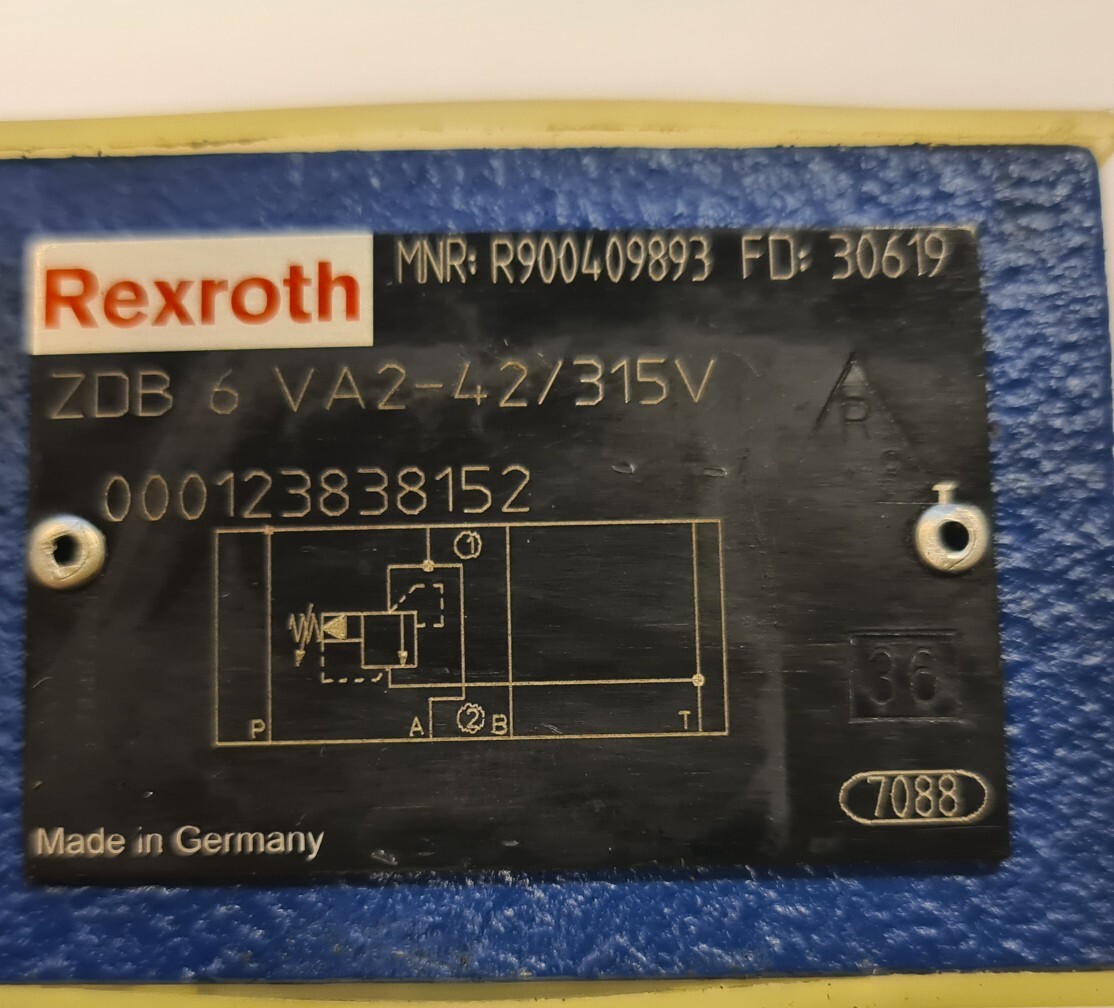 Rexroth
MNR: R900409893 FD: 30619
ZDB 6 VA2-42/315V
000123838152
1
P A 2 B T
36
7088
Made in Germany